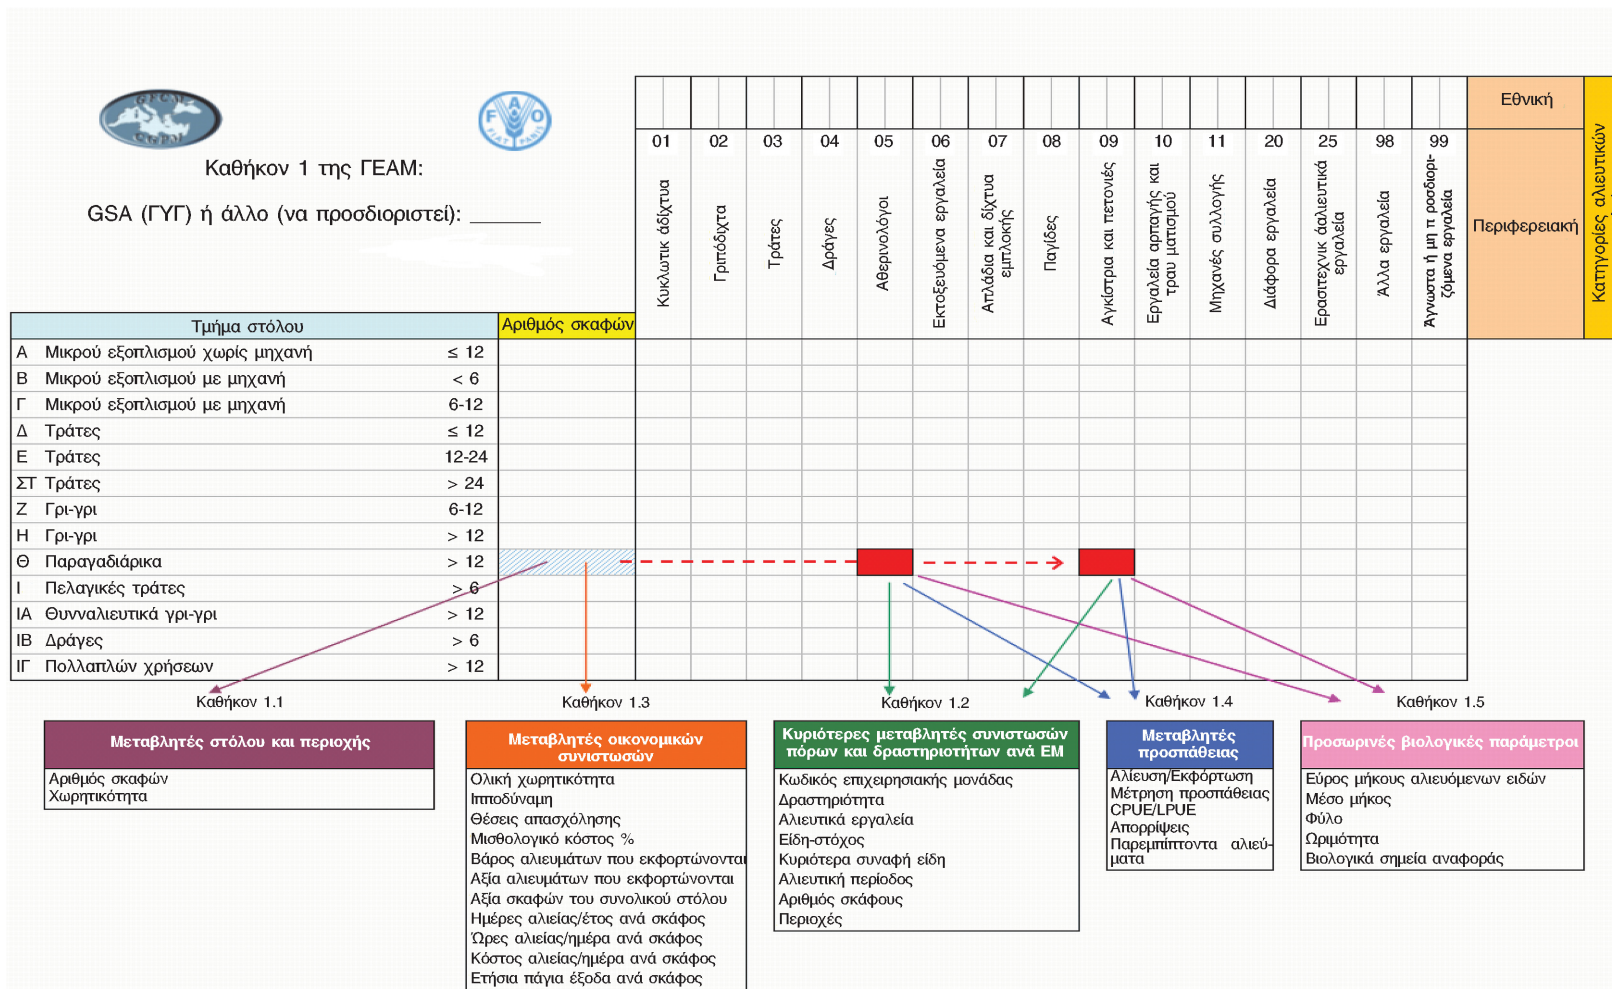 GFCM
CGPM
F A O
FIAT PANIS
Καθήκον 1 της ΓΕΑΜ:
GSA (ΓΥΓ) ή άλλο (να προσδιοριστεί): ______
Εθνική
Περιφερειακή
Κατηγορίες αλιευτικών
01 Κυκλωτικ άδίχτυα
02 Γριπόδιχτα
03 Τράτες
04 Δράγες
05 Αθερινολόγοι
06 Εκτοξευόμενα εργαλεία
07 Απλάδια και δίχτυα
εμπλοκής
08 Παγίδες
09 Αγκίστρια και πετονιές
10 Εργαλεία αρπαγής και
τραυ ματισμού
11 Μηχανές συλλογής
20 Διάφορα εργαλεία
25 Ερασιτεχνικ άαλιευτικά
εργαλεία
98 Άλλα εργαλεία
99 Άγνωστα ή μη π ροσδιορι-
ζόμενα εργαλεία
Τμήμα στόλου Αριθμός σκαφών
Α Μικρού εξοπλισμού χωρίς μηχανή ≤ 12
Β Μικρού εξοπλισμού με μηχανή < 6
Γ Μικρού εξοπλισμού με μηχανή 6-12
Δ Τράτες ≤ 12
Ε Τράτες 12-24
ΣΤ Τράτες > 24
Ζ Γρι-γρι 6-12
Η Γρι-γρι > 12
Θ Παραγαδιάρικα > 12
Ι Πελαγικές τράτες > 6
ΙΑ Θυνναλιευτικά γρι-γρι > 12
ΙΒ Δράγες > 6
ΙΓ Πολλαπλών χρήσεων > 12
Καθήκον 1.1
Μεταβλητές στόλου και περιοχής
Αριθμός σκαφών
Χωρητικότητα
Καθήκον 1.3
Μεταβλητές οικονομικών
συνιστωσών
Ολική χωρητικότητα
Ιπποδύναμη
Θέσεις απασχόλησης
Μισθολογικό κόστος %
Βάρος αλιευμάτων που εκφορτώνονται
Αξία αλιευμάτων που εκφορτώνονται
Αξία σκαφών του συνολικού στόλου
Ημέρες αλιείας/έτος ανά σκάφος
Ώρες αλιείας/ημέρα ανά σκάφος
Κόστος αλιείας/ημέρα ανά σκάφος
Ετήσια πάγια έξοδα ανά σκάφος
Καθήκον 1.2
Κυριότερες μεταβλητές συνιστωσών
πόρων και δραστηριοτήτων ανά ΕΜ
Κωδικός επιχειρησιακής μονάδας
Δραστηριότητα
Αλιευτικά εργαλεία
Είδη-στόχος
Κυριότερα συναφή είδη
Αλιευτική περίοδος
Αριθμός σκάφους
Περιοχές
Καθήκον 1.4
Μεταβλητές
προσπάθειας
Αλίευση/Εκφόρτωση
Μέτρηση προσπάθειας
CPUE/LPUE
Απορρίψεις
Παρεμπίπτοντα αλιεύ-
ματα
Καθήκον 1.5
Προσωρινές βιολογικές παράμετροι
Εύρος μήκους αλιευόμενων ειδών
Μέσο μήκος
Φύλο
Ωριμότητα
Βιολογικά σημεία αναφοράς